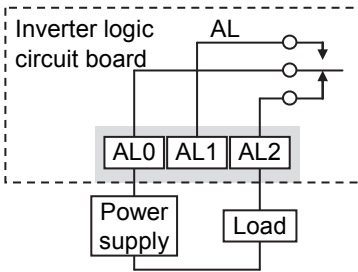 Inverter logic
circuit board
AL
AL0 AL1 AL2
Power
supply
Load